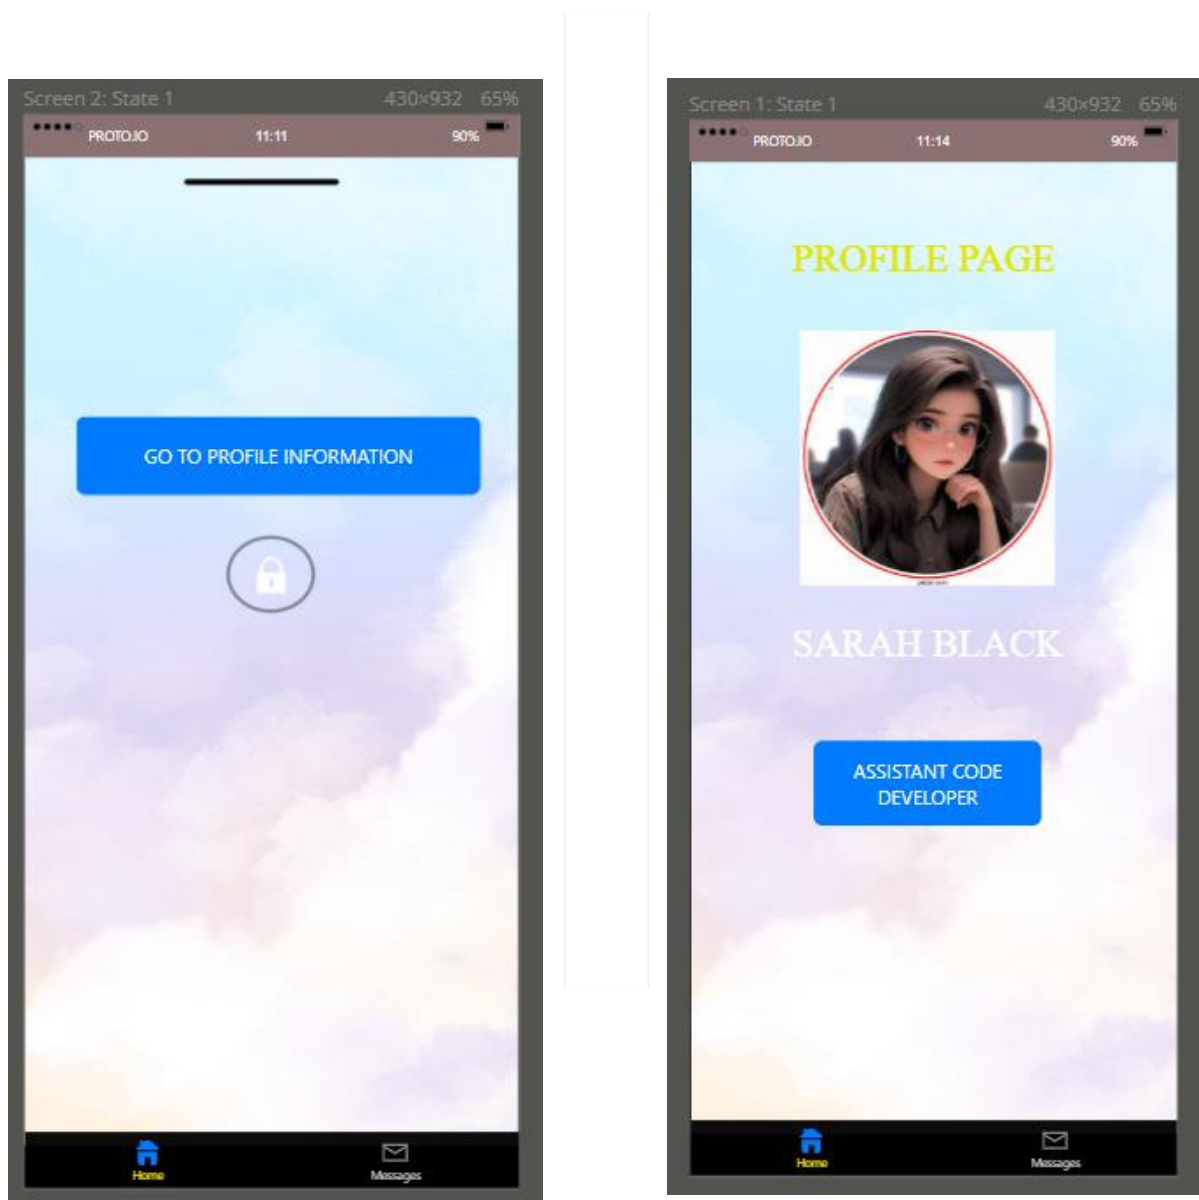 Screen 2: State 1 430×932 65%
PROTO.IO 11:11 90%
GO TO PROFILE INFORMATION
Home Messages
Screen 1: State 1 430×932 65%
PROTO.IO 11:14 90%
PROFILE PAGE
SARAH BLACK
ASSISTANT CODE
DEVELOPER
Home Messages